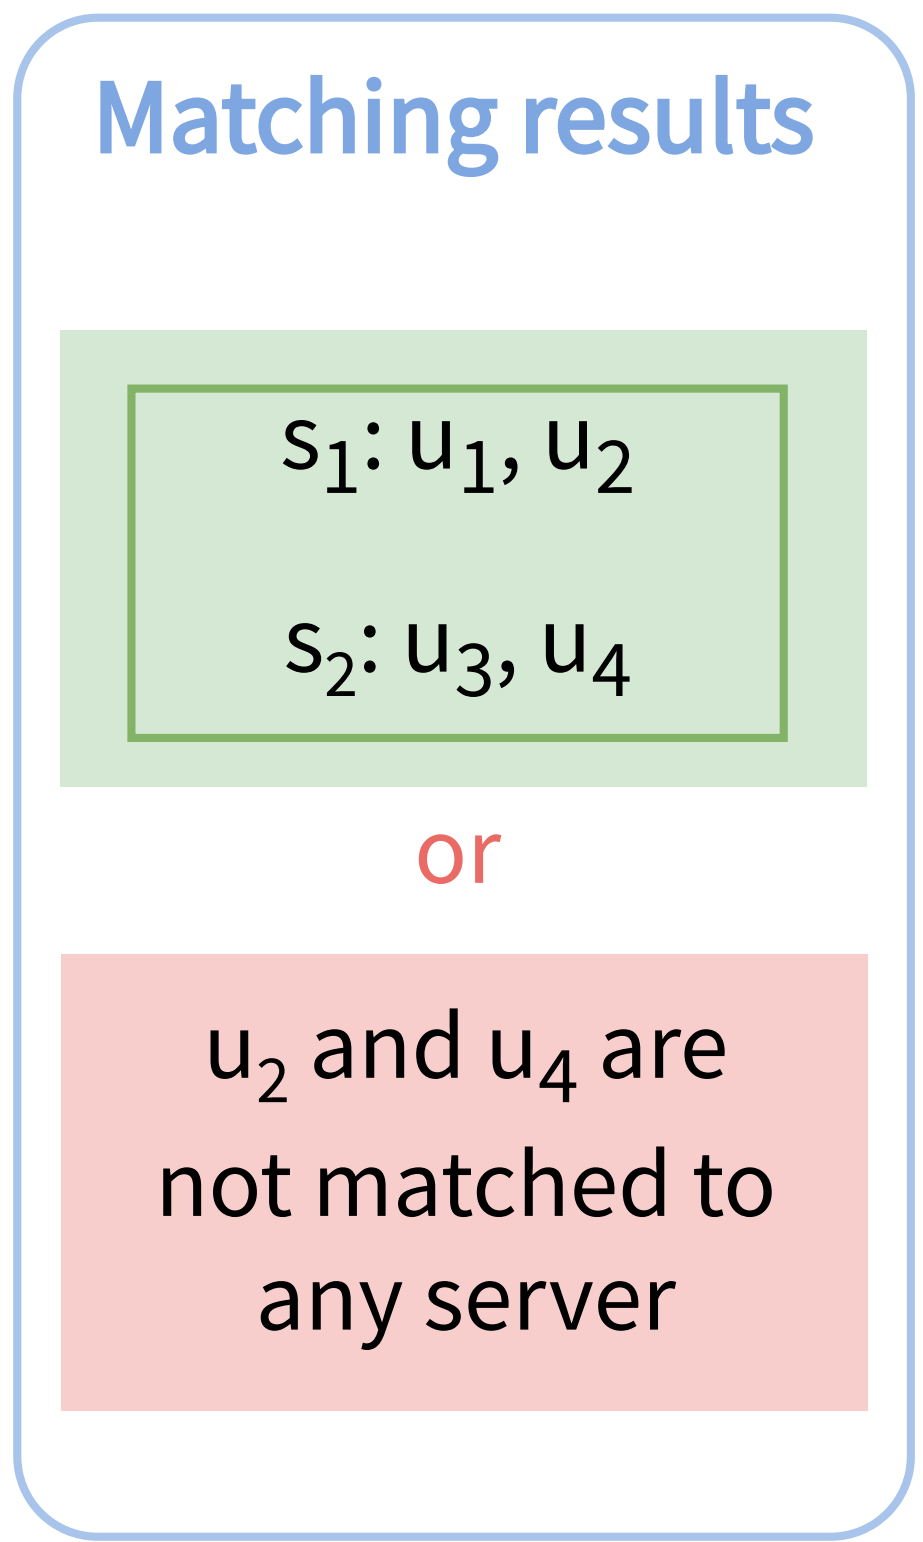 Matching results
s₁: u₁, u₂
s₂: u₃, u₄
or
u₂ and u₄ are
not matched to
any server